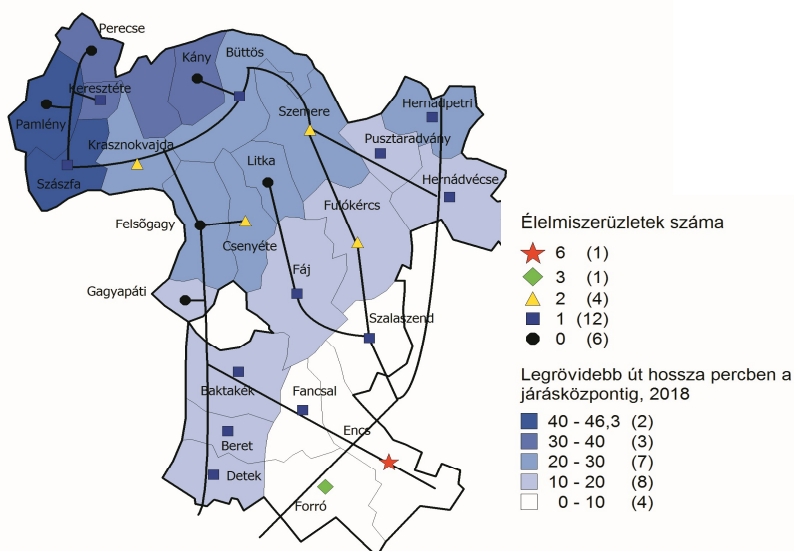 Perecse
Kány
Büttös
Keresztéte
Szemere
Hernádpetri
Pamlény
Pusztaradvány
Krasznokvajda
Litka
Szászfa
Hernádvécse
Fulókércs
Felsõgagy
Csenyéte
Fáj
Gagyapáti
Szalaszend
Baktakék
Fancsal
Encs
Beret
Detek
Forró
Élelmiszerüzletek száma
6 (1)
3 (1)
2 (4)
1 (12)
0 (6)
Legrövidebb út hossza percben a
járásközpontig, 2018
40 - 46,3 (2)
30 - 40 (3)
20 - 30 (7)
10 - 20 (8)
0 - 10 (4)